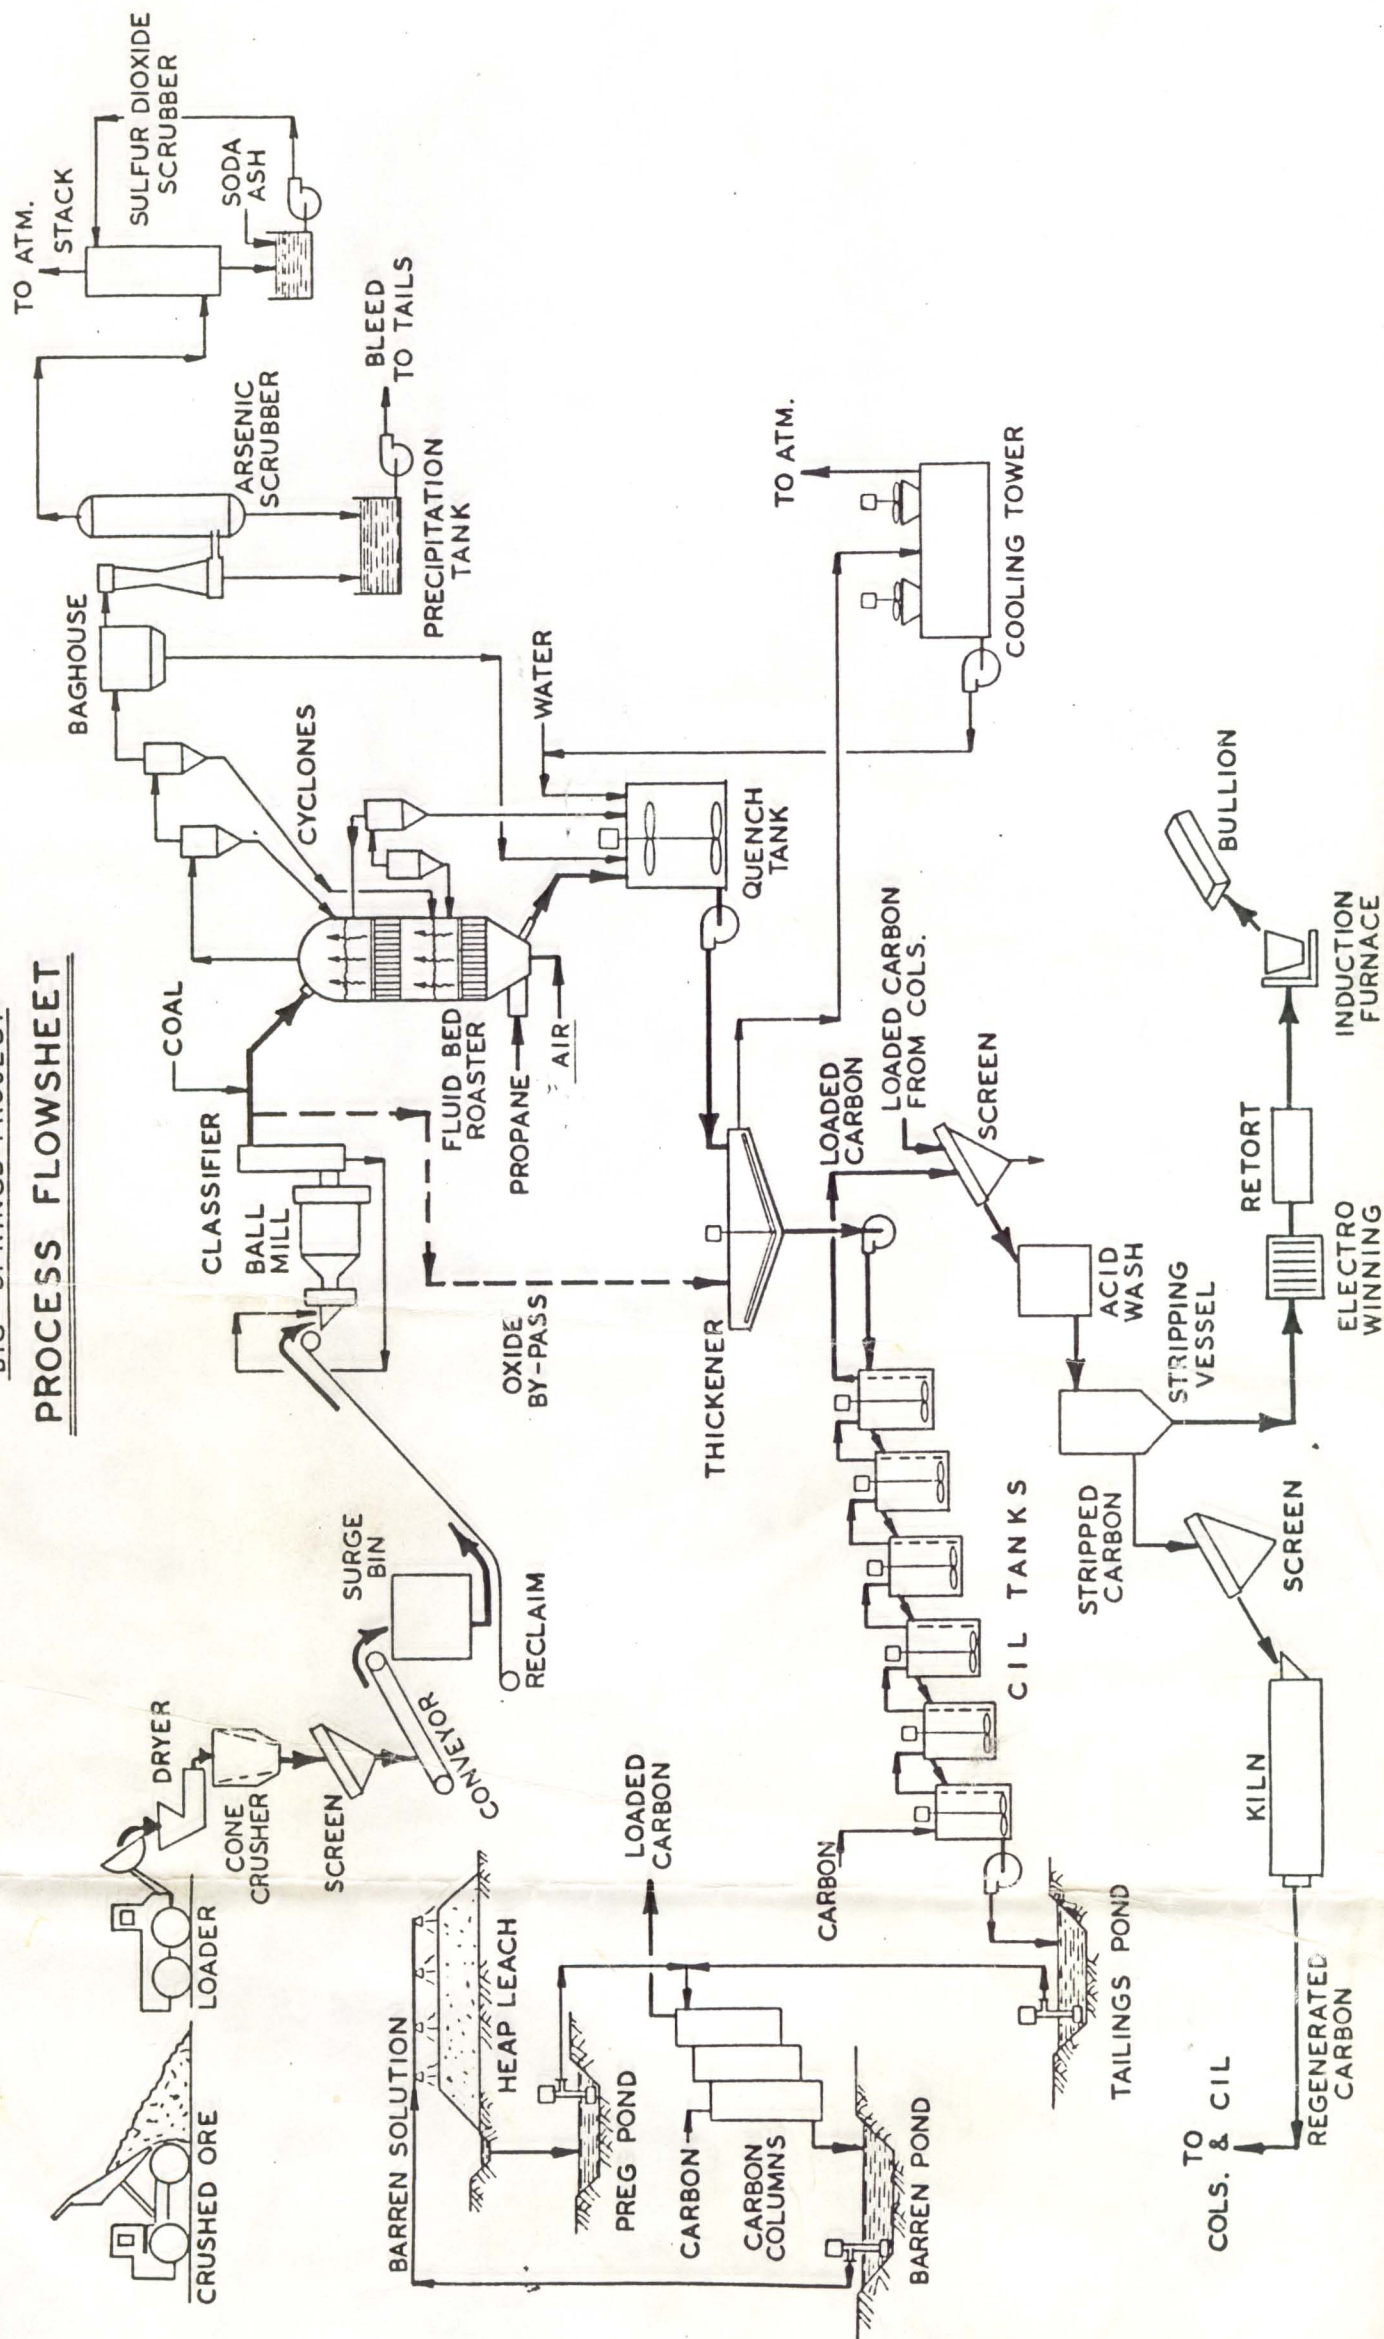 BIG SPRINGS PROJECT
PROCESS FLOWSHEET
CRUSHED ORE
LOADER
DRYER
CONE
CRUSHER
SCREEN
CONVEYOR
SURGE
BIN
RECLAIM
CLASSIFIER
BALL
MILL
COAL
OXIDE
BY-PASS
FLUID BED
ROASTER
PROPANE
AIR
CYCLONES
BAGHOUSE
ARSENIC
SCRUBBER
PRECIPITATION
TANK
BLEED
TO TAILS
TO ATM.
STACK
SULFUR DIOXIDE
SCRUBBER
SODA
ASH
WATER
QUENCH
TANK
TO ATM.
COOLING TOWER
THICKENER
LOADED
CARBON
LOADED CARBON
FROM COLS.
SCREEN
CIL TANKS
CARBON
BARREN SOLUTION
HEAP LEACH
PREG POND
LOADED
CARBON
CARBON
CARBON
COLUMNS
BARREN POND
TAILINGS POND
ACID
WASH
STRIPPING
VESSEL
STRIPPED
CARBON
SCREEN
KILN
REGENERATED
CARBON
TO
COLS. & CIL
ELECTRO
WINNING
RETORT
INDUCTION
FURNACE
BULLION